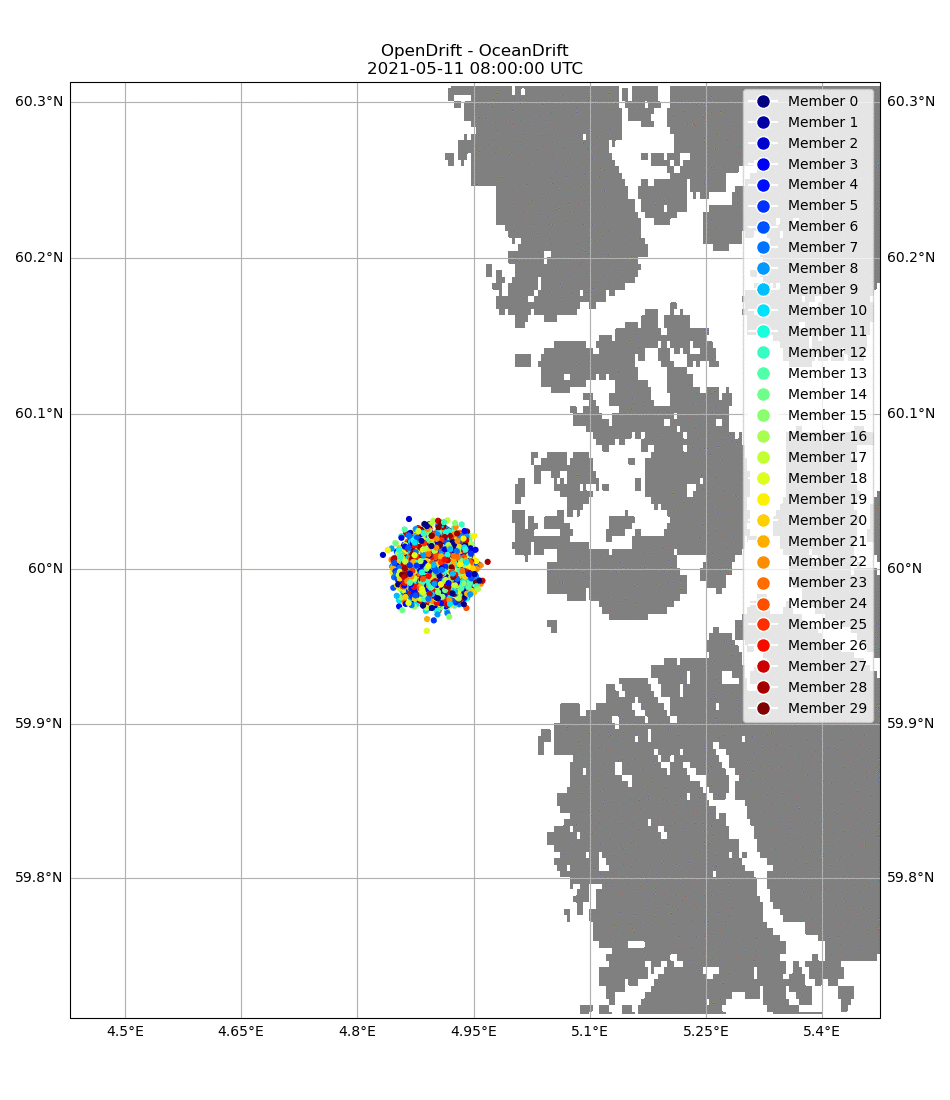 OpenDrift - OceanDrift
2021-05-11 08:00:00 UTC
60.3°N
60.2°N
60.1°N
60°N
59.9°N
59.8°N
60.3°N
60.2°N
60.1°N
60°N
59.9°N
59.8°N
Member 0
Member 1
Member 2
Member 3
Member 4
Member 5
Member 6
Member 7
Member 8
Member 9
Member 10
Member 11
Member 12
Member 13
Member 14
Member 15
Member 16
Member 17
Member 18
Member 19
Member 20
Member 21
Member 22
Member 23
Member 24
Member 25
Member 26
Member 27
Member 28
Member 29
4.5°E
4.65°E
4.8°E
4.95°E
5.1°E
5.25°E
5.4°E